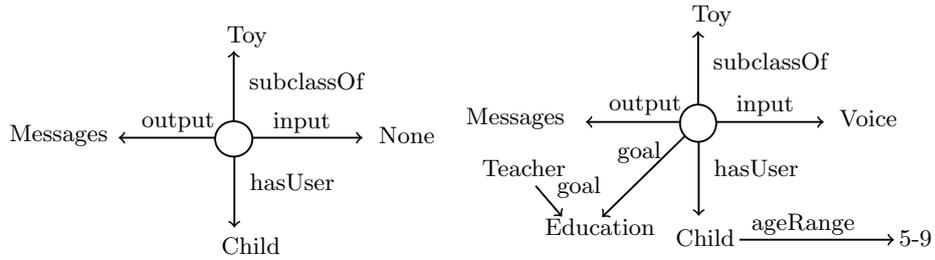 Toy
subclassOf
output
input
Messages
None
hasUser
Child
Toy
subclassOf
output
input
Messages
Voice
goal
Teacher
hasUser
goal
Education
Child
ageRange
5-9